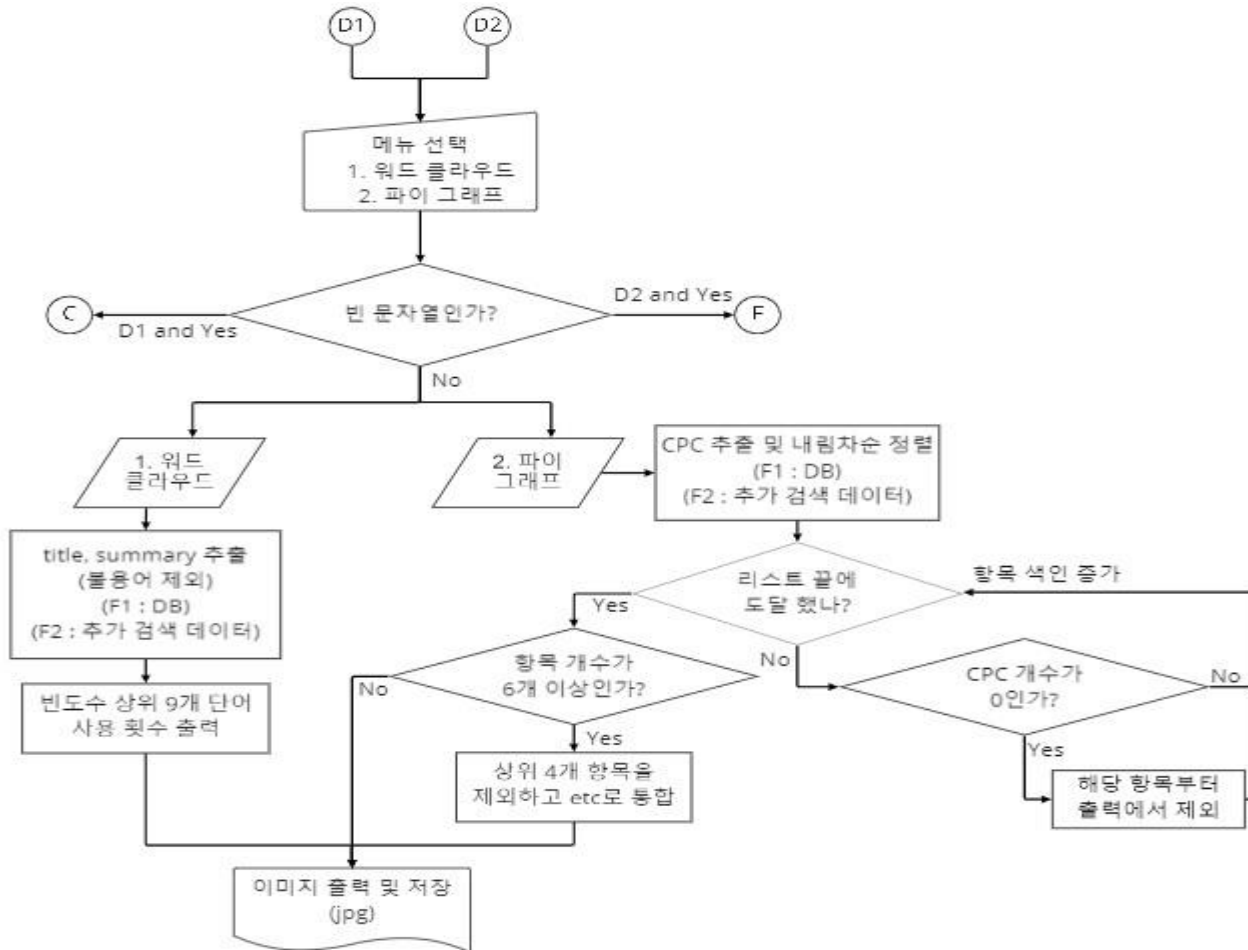 D1
D2
메뉴 선택
1. 워드 클라우드
2. 파이 그래프
빈 문자열인가?
C
D1 and Yes
D2 and Yes
F
No
1. 워드
클라우드
2. 파이
그래프
CPC 추출 및 내림차순 정렬
(F1 : DB)
(F2 : 추가 검색 데이터)
title, summary 추출
(불용어 제외)
(F1 : DB)
(F2 : 추가 검색 데이터)
리스트 끝에
도달 했나?
항목 색인 증가
Yes
No
항목 개수가
6개 이상인가?
No
Yes
CPC 개수가
0인가?
No
Yes
빈도수 상위 9개 단어
사용 횟수 출력
상위 4개 항목을
제외하고 etc로 통합
해당 항목부터
출력에서 제외
이미지 출력 및 저장
(jpg)